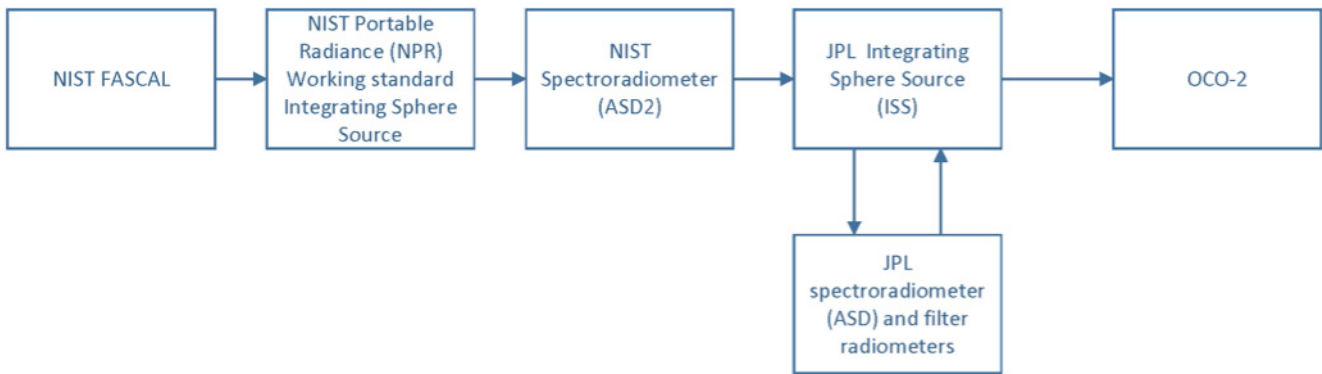 NIST FASCAL
NIST Portable
Radiance (NPR)
Working standard
Integrating Sphere
Source
NIST
Spectroradiometer
(ASD2)
JPL Integrating
Sphere Source
(ISS)
OCO-2
JPL
spectroradiometer
(ASD) and filter
radiometers